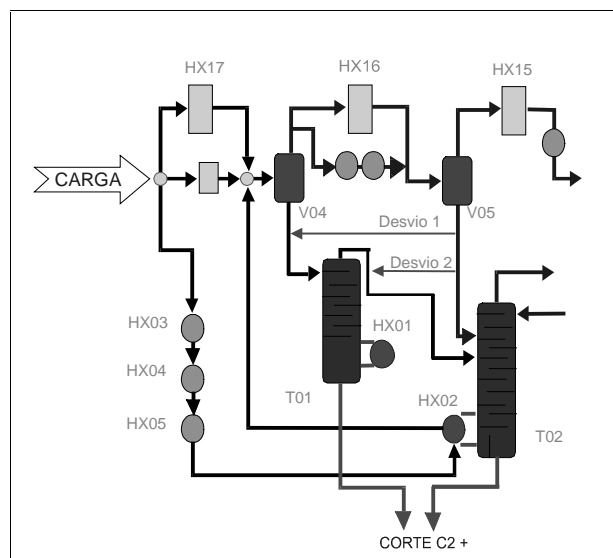 HX17
HX16
HX15
CARGA
V04
V05
Desvio 1
Desvio 2
HX03
HX01
HX04
T01
HX02
HX05
T02
CORTE C2 +